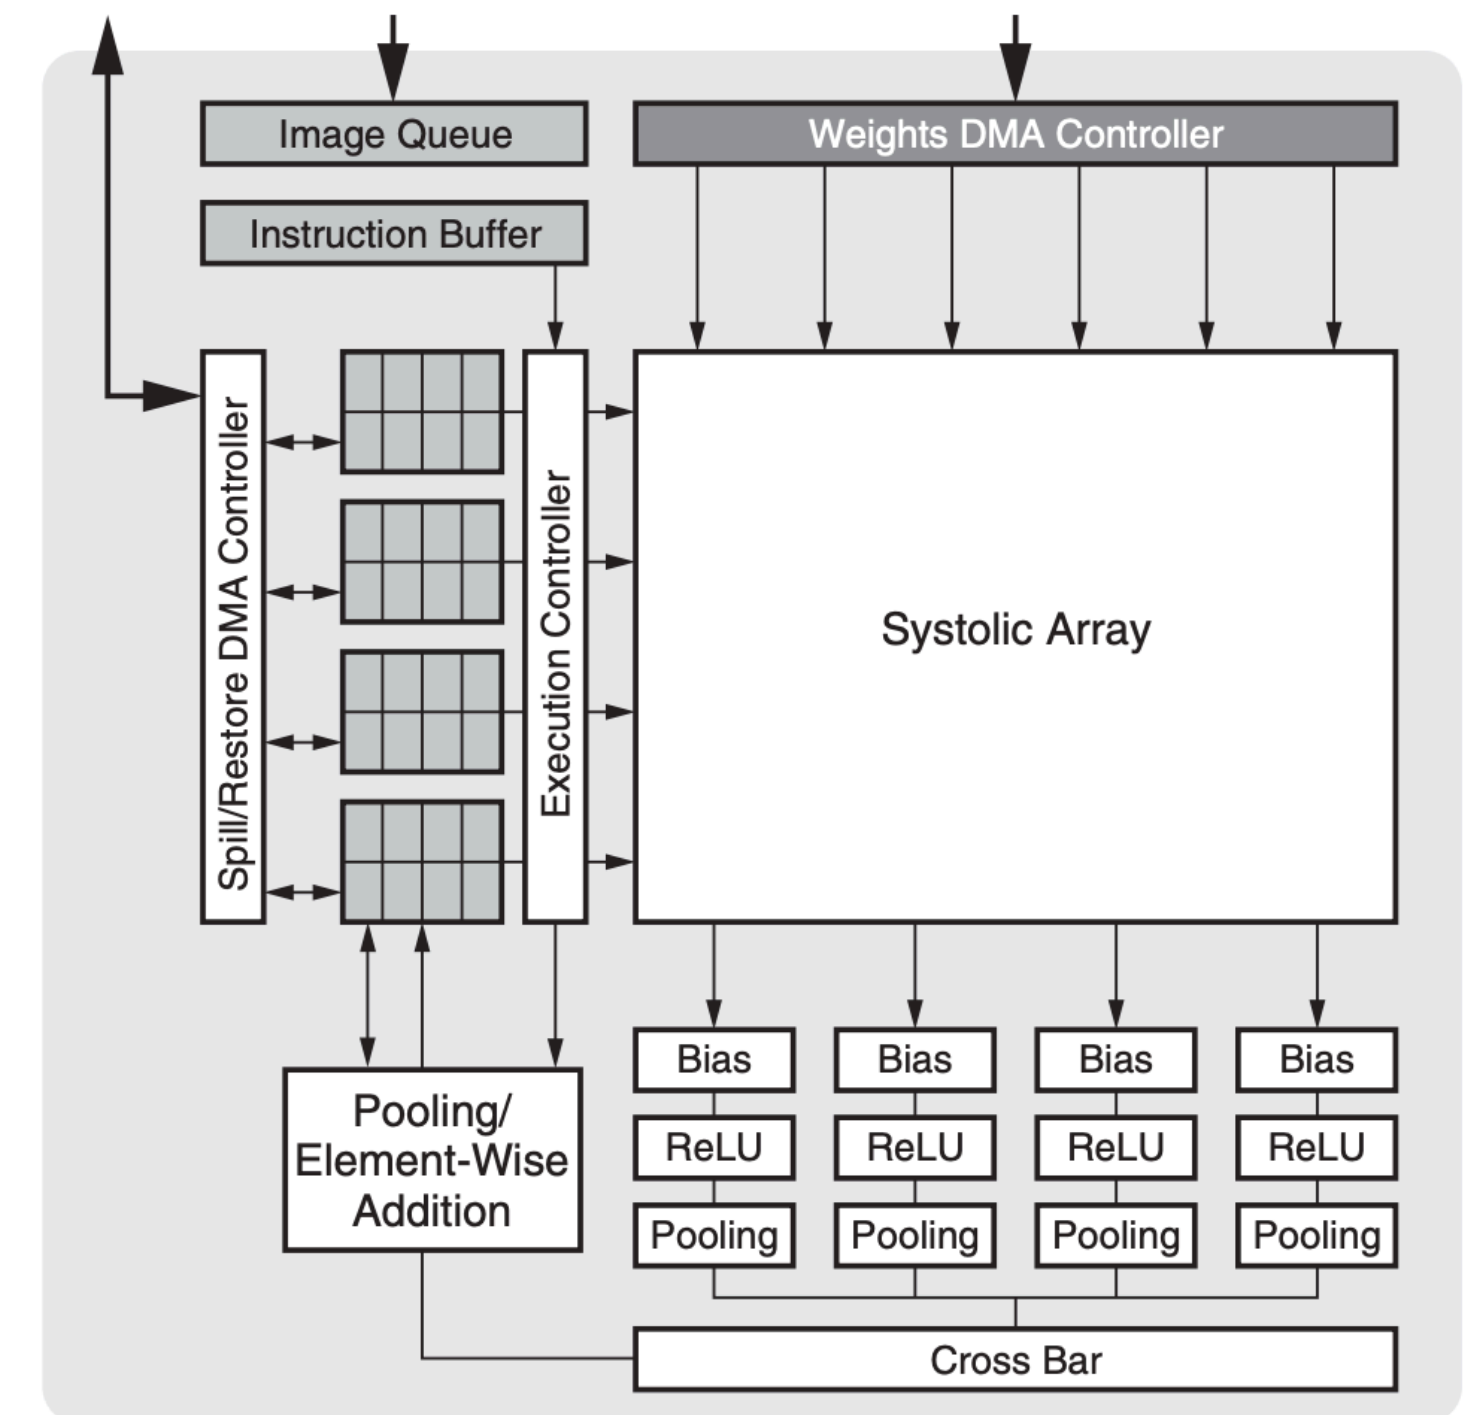 Image Queue
Weights DMA Controller
Instruction Buffer
Spill/Restore DMA Controller
Execution Controller
Systolic Array
Bias
Bias
Bias
Bias
ReLU
ReLU
ReLU
ReLU
Pooling
Pooling
Pooling
Pooling
Pooling/
Element-Wise
Addition
Cross Bar